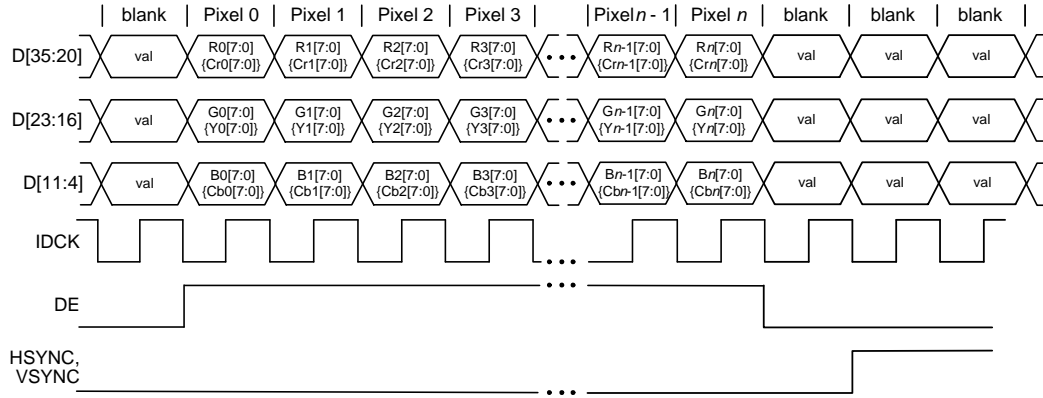 blank | Pixel 0 | Pixel 1 | Pixel 2 | Pixel 3 | | Pixel n - 1 | Pixel n | blank | blank | blank
D[35:20] val R0[7:0] R1[7:0] R2[7:0] R3[7:0] Rn-1[7:0] Rn[7:0] val val val
{Cr0[7:0]} {Cr1[7:0]} {Cr2[7:0]} {Cr3[7:0]} {Crn-1[7:0]} {Crn[7:0]}
D[23:16] val G0[7:0] G1[7:0] G2[7:0] G3[7:0] Gn-1[7:0] Gn[7:0] val val val
{Y0[7:0]} {Y1[7:0]} {Y2[7:0]} {Y3[7:0]} {Yn-1[7:0]} {Yn[7:0]}
D[11:4] val B0[7:0] B1[7:0] B2[7:0] B3[7:0] Bn-1[7:0] Bn[7:0] val val val
{Cb0[7:0]} {Cb1[7:0]} {Cb2[7:0]} {Cb3[7:0]} {Cbn-1[7:0]} {Cbn[7:0]}
IDCK
DE
HSYNC,
VSYNC